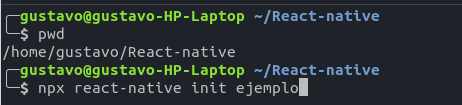 gustavo@gustavo-HP-Laptop ~/React-native
pwd
/home/gustavo/React-native
gustavo@gustavo-HP-Laptop ~/React-native
npx react-native init ejemplo